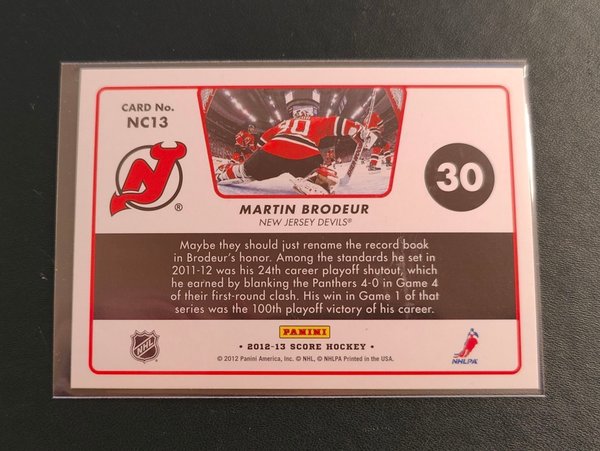 CARD No.
NC13
30
NJ
®
30
MARTIN BRODEUR
NEW JERSEY DEVILS®
Maybe they should just rename the record book
in Brodeur's honor. Among the standards he set in
2011-12 was his 24th career playoff shutout, which
he earned by blanking the Panthers 4-0 in Game 4
of their first-round clash. His win in Game 1 of that
series was the 100th playoff victory of his career.
PANINI
• 2012-13 SCORE HOCKEY •
© 2012 Panini America, Inc. © NHL, © NHLPA Printed in the USA.
NHL
NHLPA